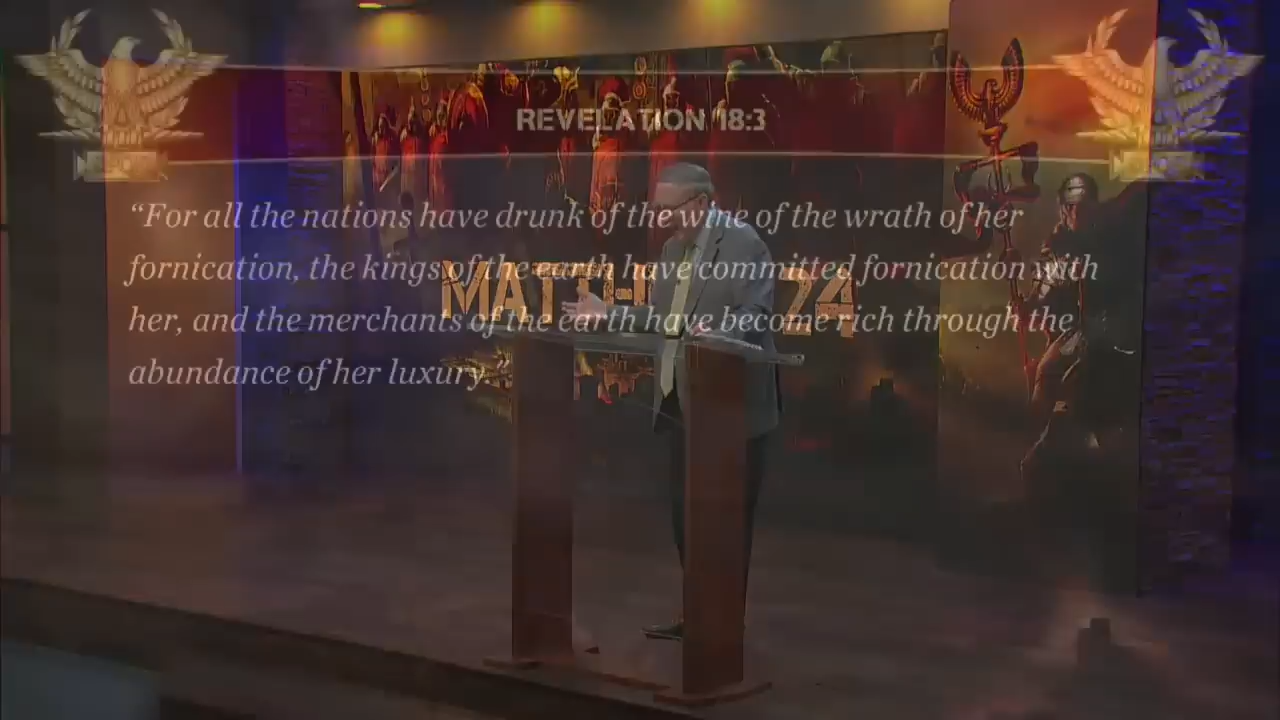 REVELATION 18:3
“For all the nations have drunk of the wine of the wrath of her
fornication, the kings of the earth have committed fornication with
her, and the merchants of the earth have become rich through the
abundance of her luxury.”
24